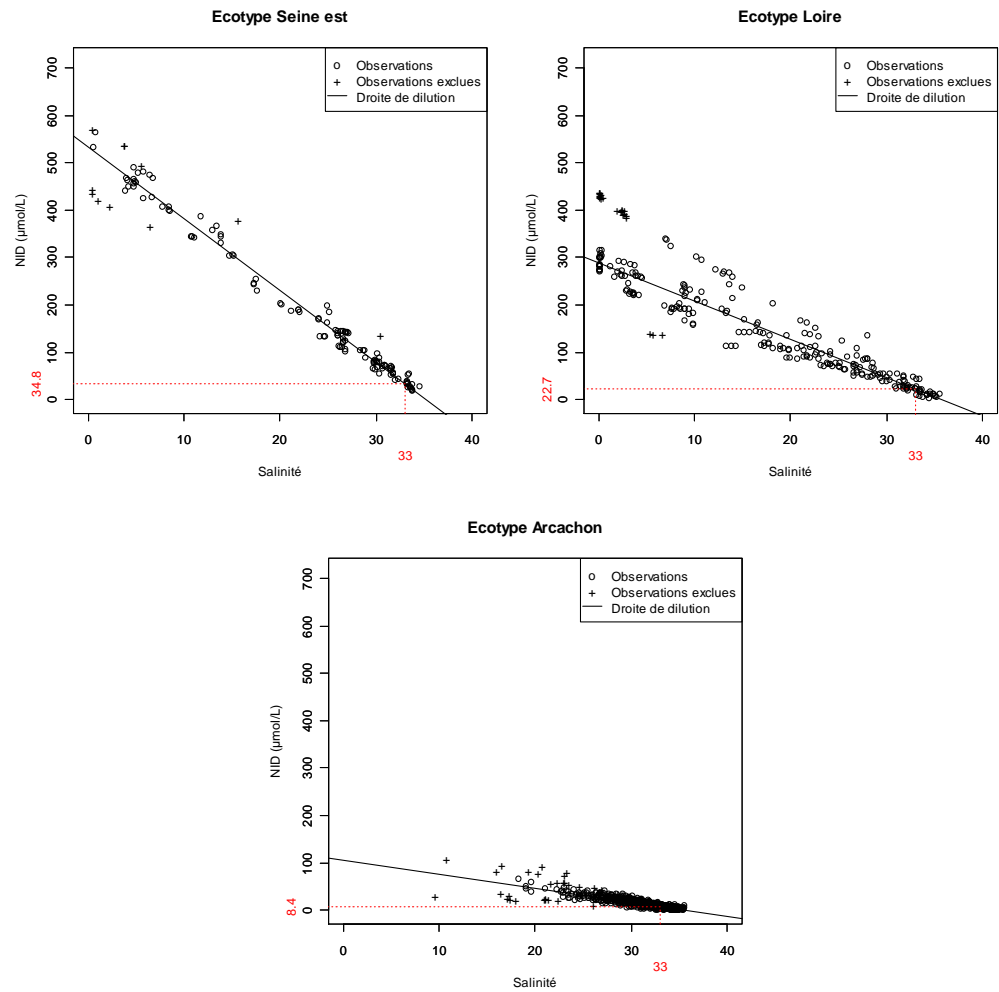 Ecotype Seine est
Observations
Observations exclues
Droite de dilution
NID (µmol/L)
700
600
500
400
300
200
100
0
34.8
0
10
20
30
40
33
Salinité
Ecotype Loire
Observations
Observations exclues
Droite de dilution
NID (µmol/L)
700
600
500
400
300
200
100
0
22.7
0
10
20
30
40
33
Salinité
Ecotype Arcachon
Observations
Observations exclues
Droite de dilution
NID (µmol/L)
700
600
500
400
300
200
100
0
8.4
0
10
20
30
40
33
Salinité